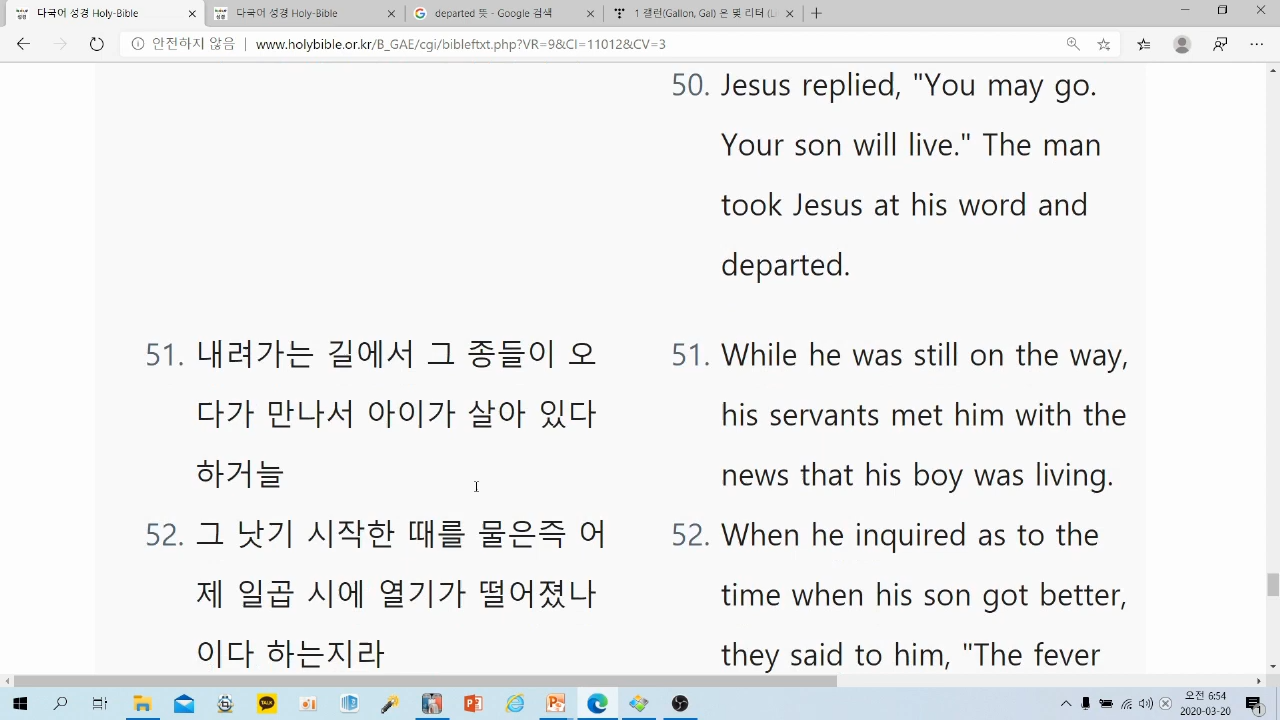 다국어 성경 Holy-Bible
다국어 성경 Holy-Bible
departed 뜻 - Google 검색
1 갤런(Gallon, Gal) 은 몇 리터 (L
안전하지 않음 www.holybible.or.kr/B_GAE/cgi/bibleftxt.php?VR=9&CI=11012&CV=3
50. Jesus replied, "You may go.
Your son will live." The man
took Jesus at his word and
departed.
51. 내려가는 길에서 그 종들이 오
다가 만나서 아이가 살아 있다
하거늘
52. 그 낫기 시작한 때를 물은즉 어
제 일곱 시에 열기가 떨어졌나
이다 하는지라
51. While he was still on the way,
his servants met him with the
news that his boy was living.
52. When he inquired as to the
time when his son got better,
they said to him, "The fever
TALK
오전 6:54
2020-03-20